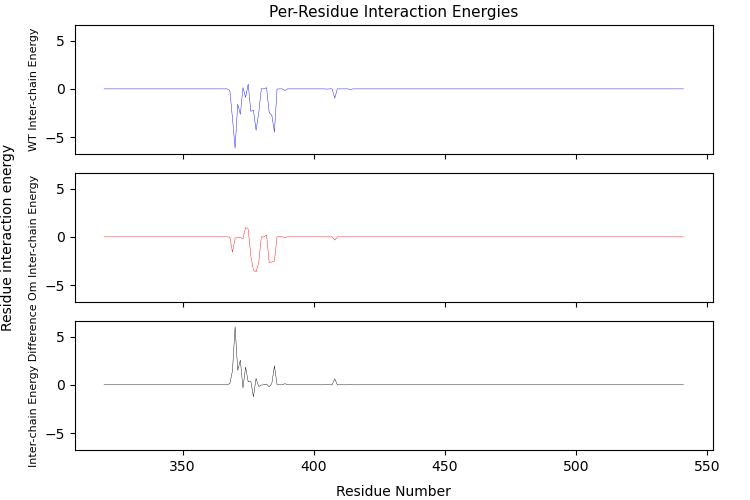 Per-Residue Interaction Energies
Residue interaction energy
WT Inter-chain Energy
5
0
−5
Om Inter-chain Energy
5
0
−5
Inter-chain Energy Difference
5
0
−5
350
400
450
500
550
Residue Number